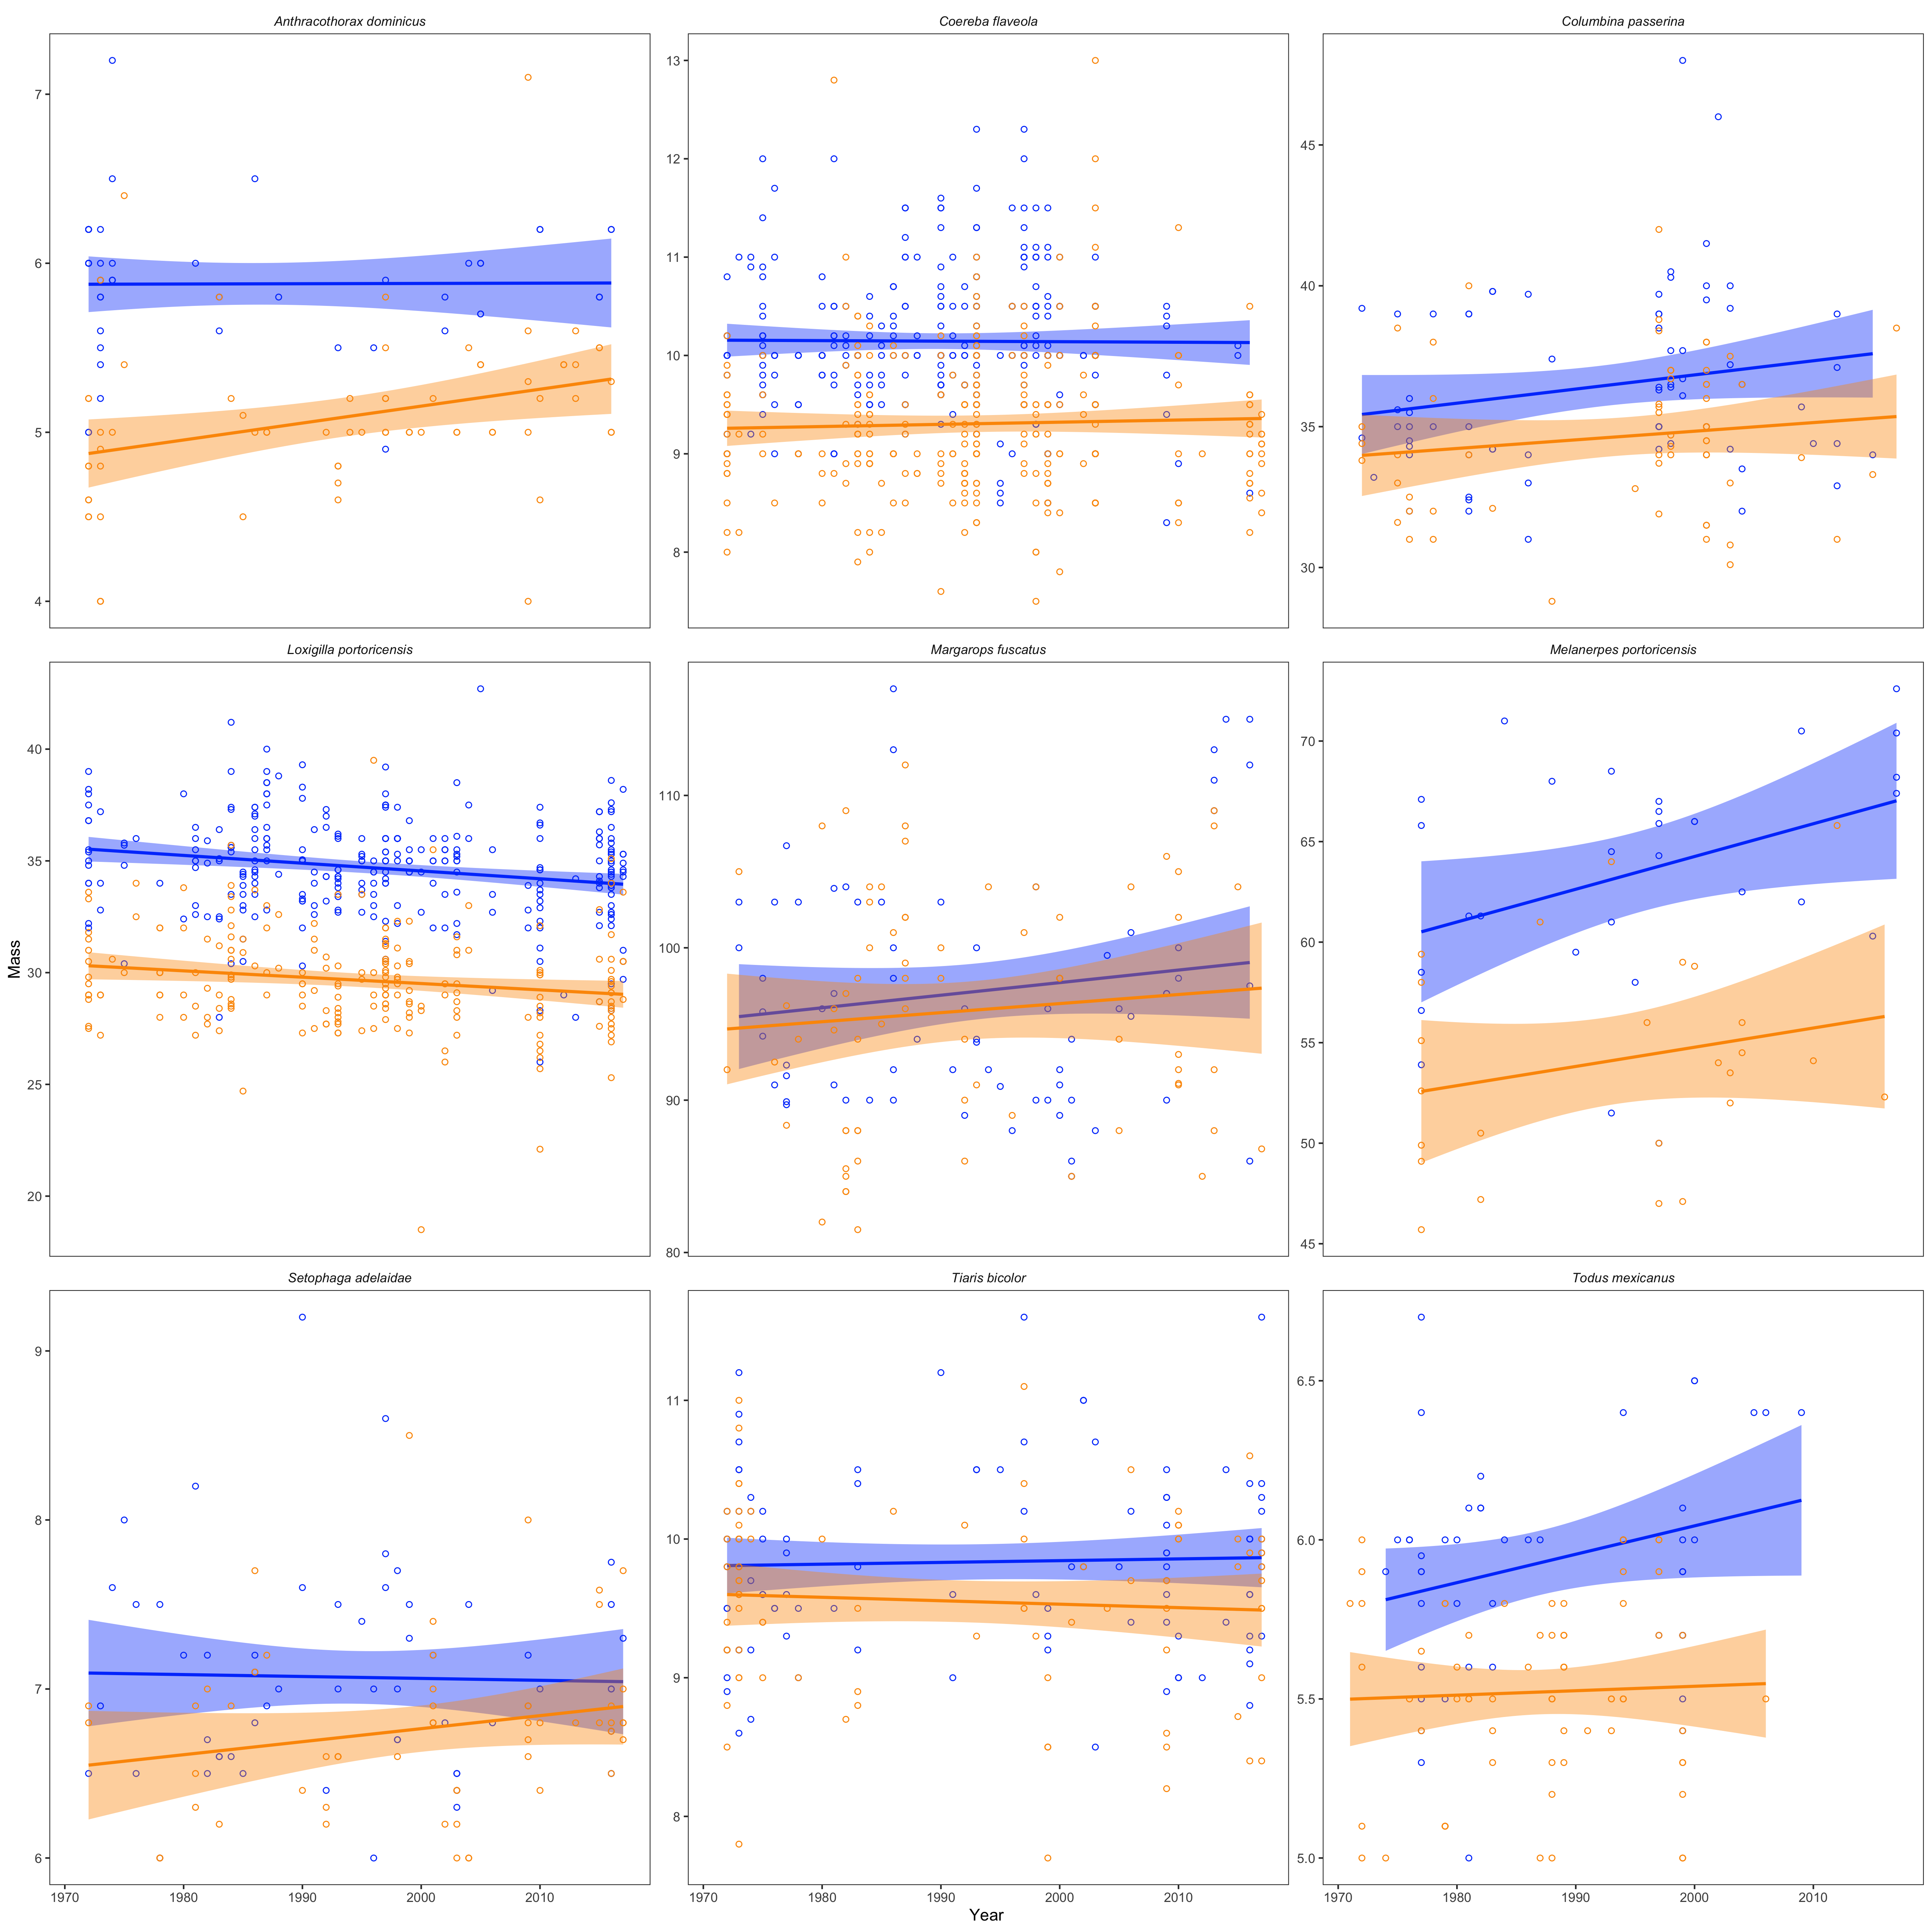 Anthracothorax dominicus
Coereba flaveola
Columbina passerina
7
6
5
4
13
12
11
10
9
8
45
40
35
30
Loxigilla portoricensis
Margarops fuscatus
Melanerpes portoricensis
40
35
30
25
20
110
100
90
80
70
65
60
55
50
45
Mass
Setophaga adelaidae
Tiaris bicolor
Todus mexicanus
9
8
7
6
11
10
9
8
6.5
6.0
5.5
5.0
1970 1980 1990 2000 2010
1970 1980 1990 2000 2010
1970 1980 1990 2000 2010
Year